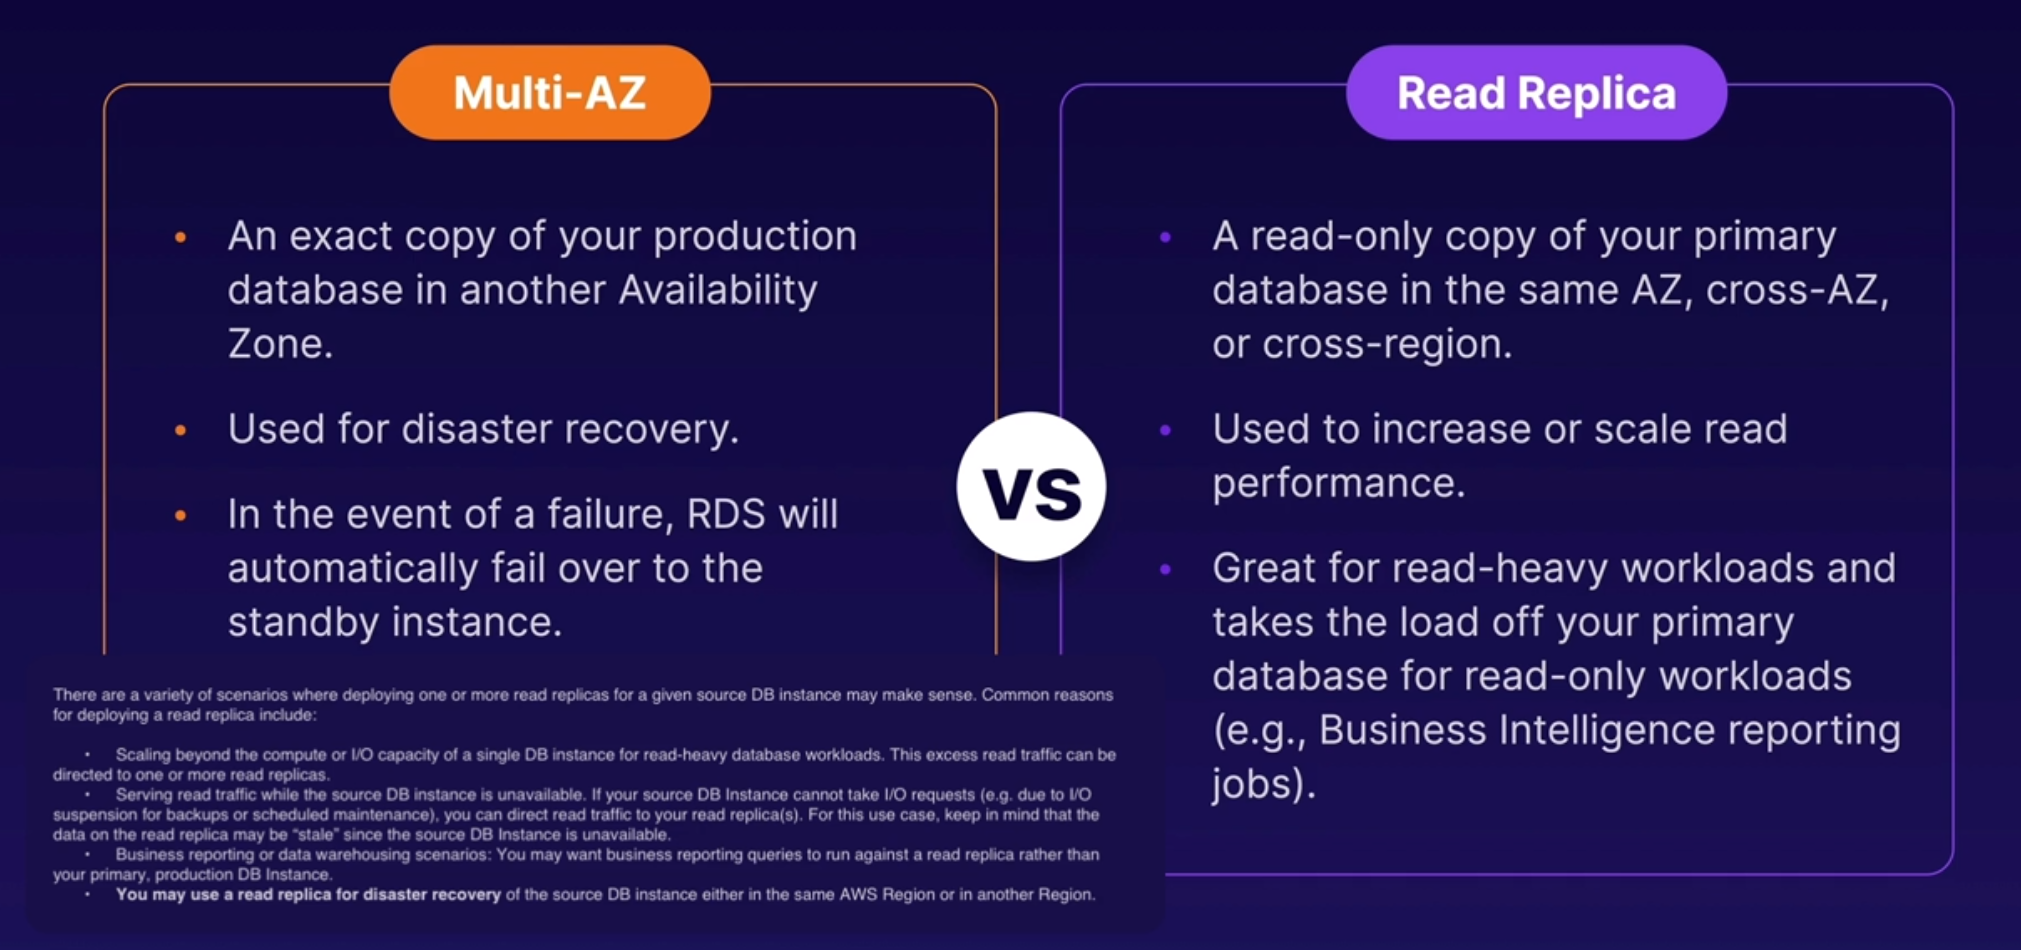 Multi-AZ
• An exact copy of your production
database in another Availability
Zone.
• Used for disaster recovery.
• In the event of a failure, RDS will
automatically fail over to the
standby instance.
VS
Read Replica
• A read-only copy of your primary
database in the same AZ, cross-AZ,
or cross-region.
• Used to increase or scale read
performance.
• Great for read-heavy workloads and
takes the load off your primary
database for read-only workloads
(e.g., Business Intelligence reporting
jobs).
There are a variety of scenarios where deploying one or more read replicas for a given source DB instance may make sense. Common reasons
for deploying a read replica include:
• Scaling beyond the compute or I/O capacity of a single DB instance for read-heavy database workloads. This excess read traffic can be
directed to one or more read replicas.
• Serving read traffic while the source DB instance is unavailable. If your source DB Instance cannot take I/O requests (e.g. due to I/O
suspension for backups or scheduled maintenance), you can direct read traffic to your read replica(s). For this use case, keep in mind that the
data on the read replica may be “stale” since the source DB Instance is unavailable.
• Business reporting or data warehousing scenarios: You may want business reporting queries to run against a read replica rather than
your primary, production DB Instance.
• You may use a read replica for disaster recovery of the source DB instance either in the same AWS Region or in another Region.